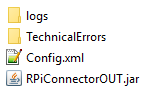 logs
TechnicalErrors
Config.xml
RPiConnectorOUT.jar